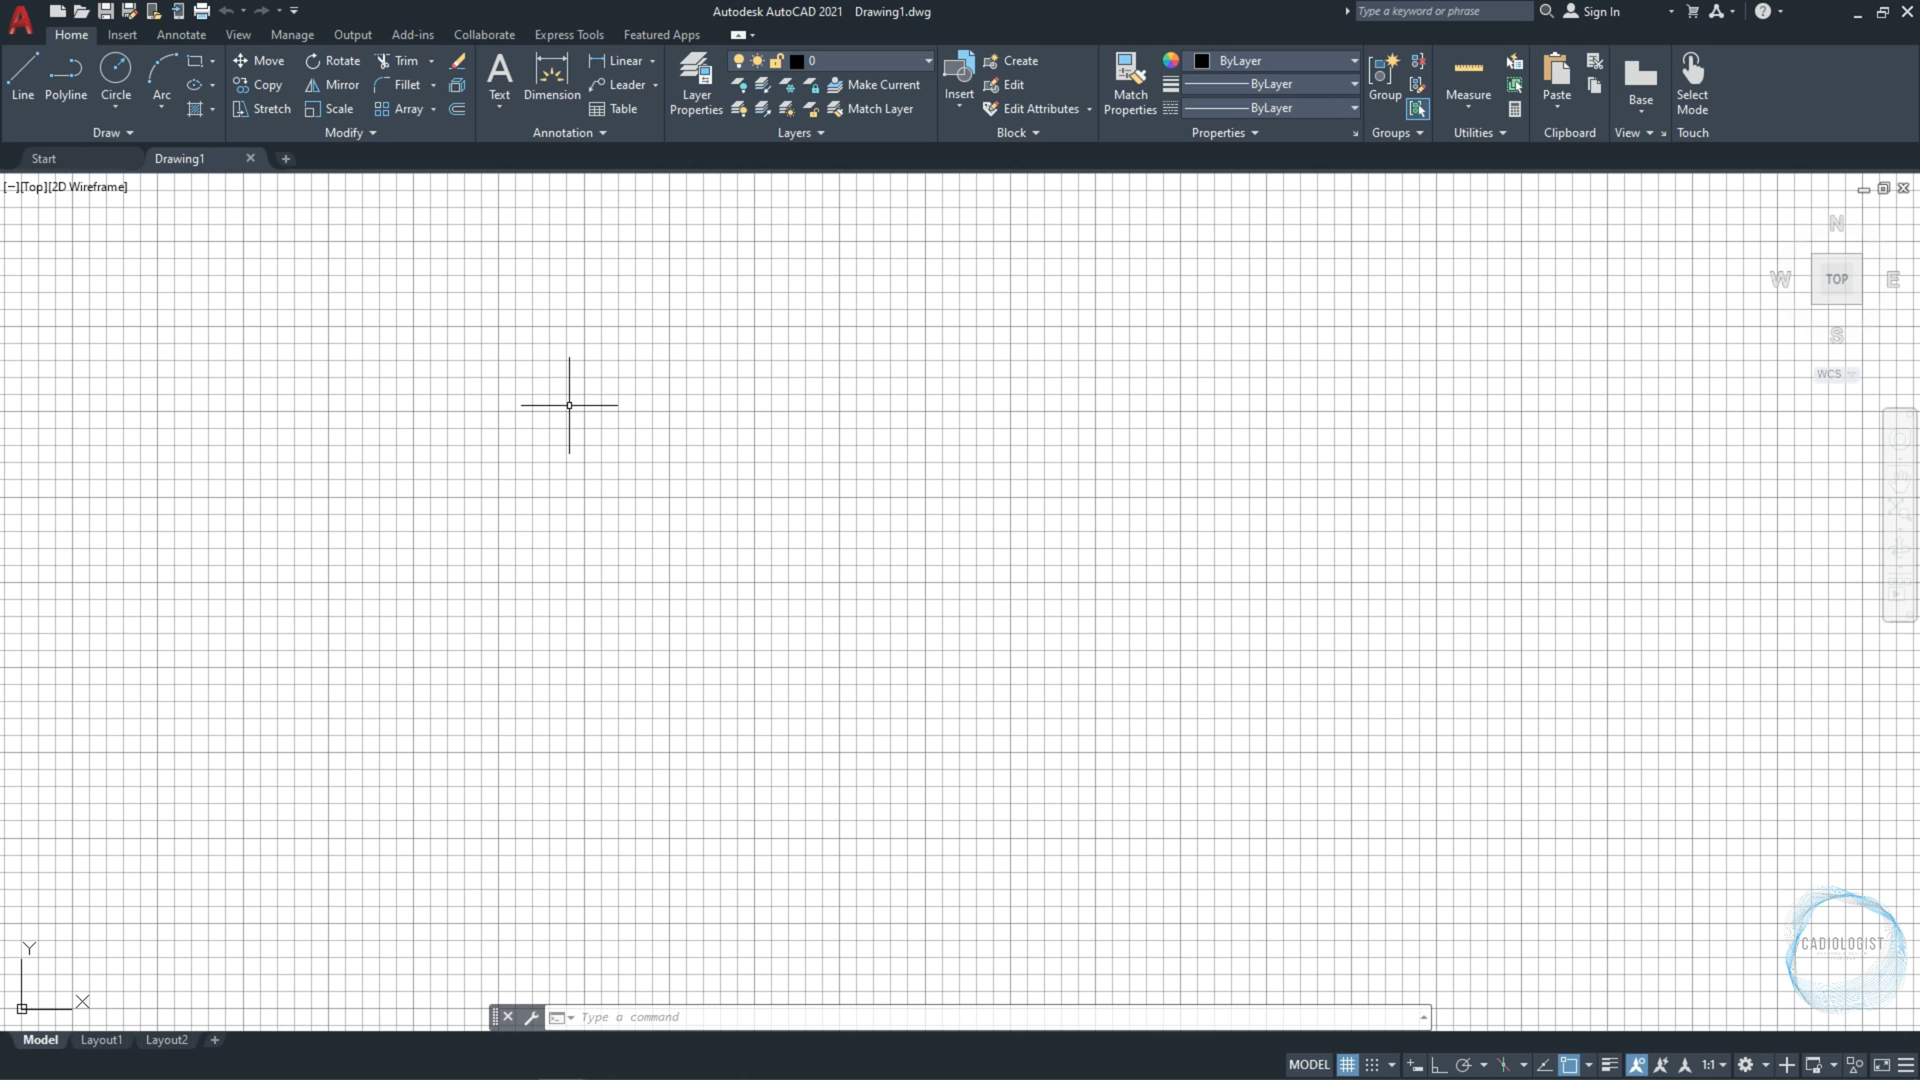 Autodesk AutoCAD 2021 Drawing1.dwg
Type a keyword or phrase
Sign In
Home Insert Annotate View Manage Output Add-ins Collaborate Express Tools Featured Apps
Line
Polyline
Circle
Arc
Draw
Move Rotate Trim
Copy Mirror Fillet
Stretch Scale Array
Modify
Text
Dimension
Linear
Leader
Table
Annotation
Layer
Properties
0
Make Current
Match Layer
Layers
Insert
Create
Edit
Edit Attributes
Block
Match
Properties
ByLayer
ByLayer
ByLayer
Properties
Group
Groups
Measure
Utilities
Paste
Clipboard
Base
View
Select
Mode
Touch
Start Drawing1
[−][Top][2D Wireframe]
N
W TOP E
S
WCS
CADIOLOGIST
Y
X
Type a command
Model Layout1 Layout2
MODEL 1:1